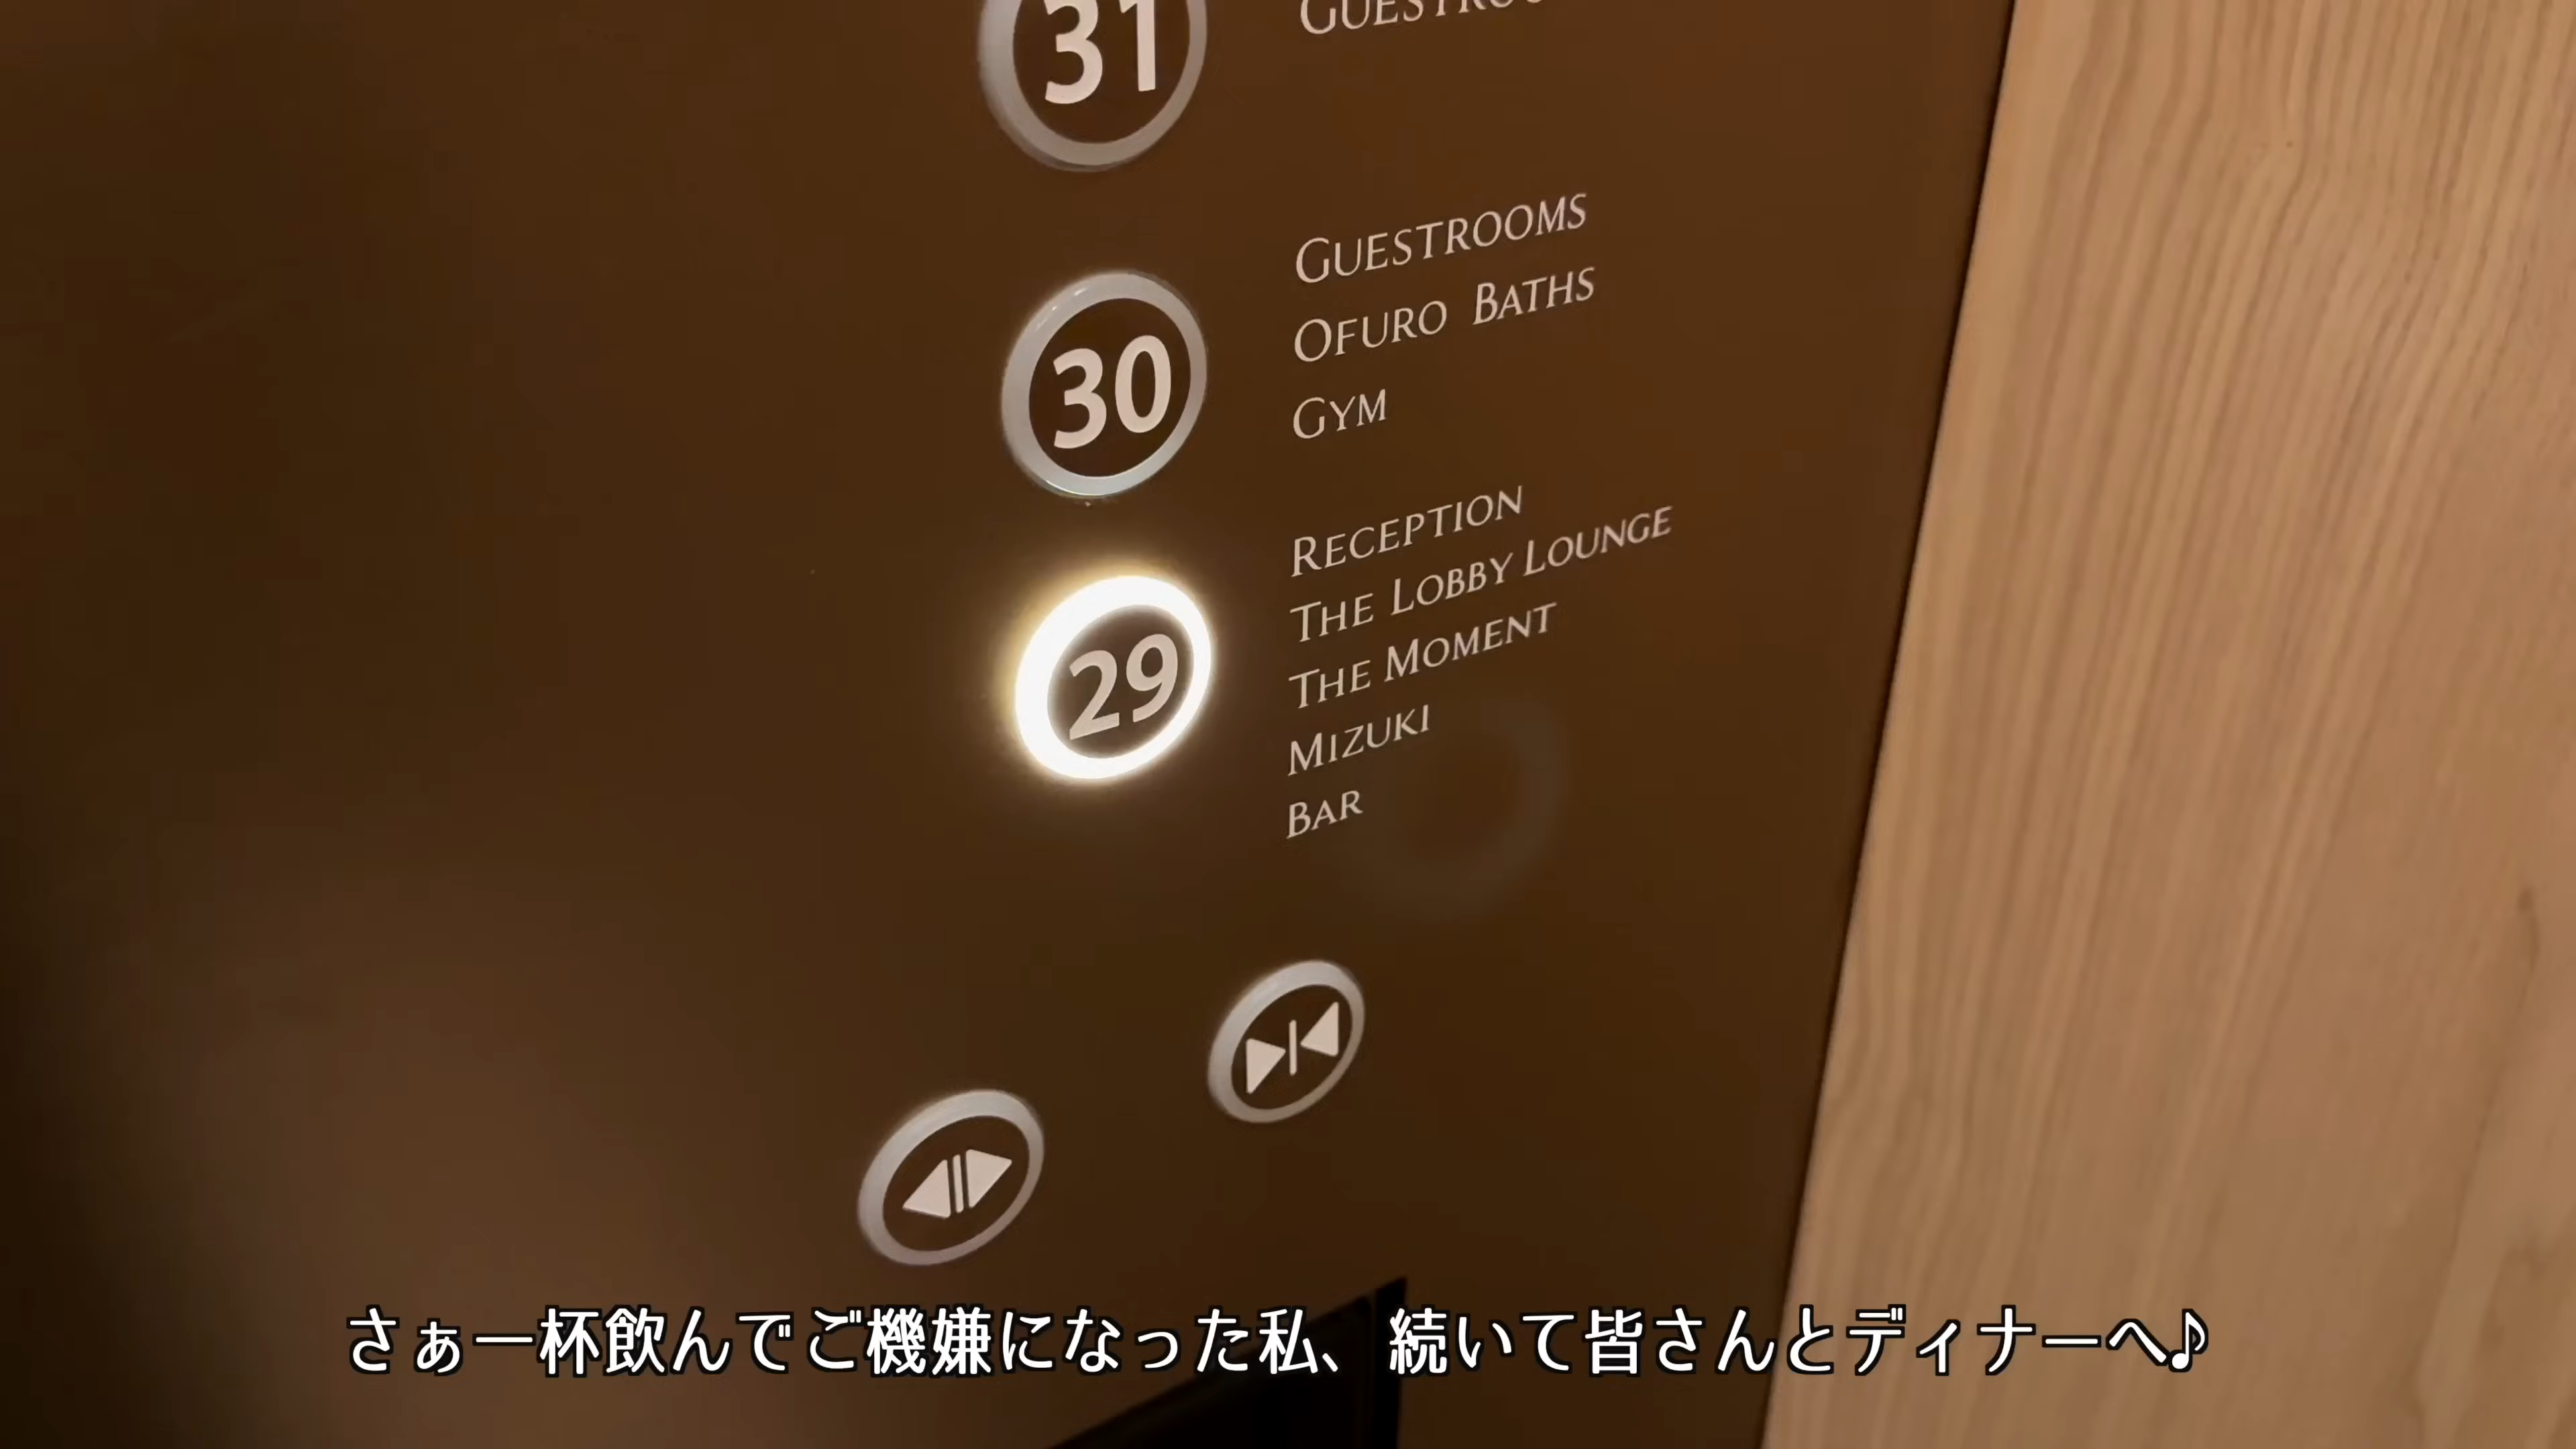 31
30
GUESTROOMS
OFURO BATHS
GYM
29
RECEPTION
THE LOBBY LOUNGE
THE MOMENT
MIZUKI
BAR
さぁ一杯飲んでご機嫌になった私、続いて皆さんとディナーへ♪